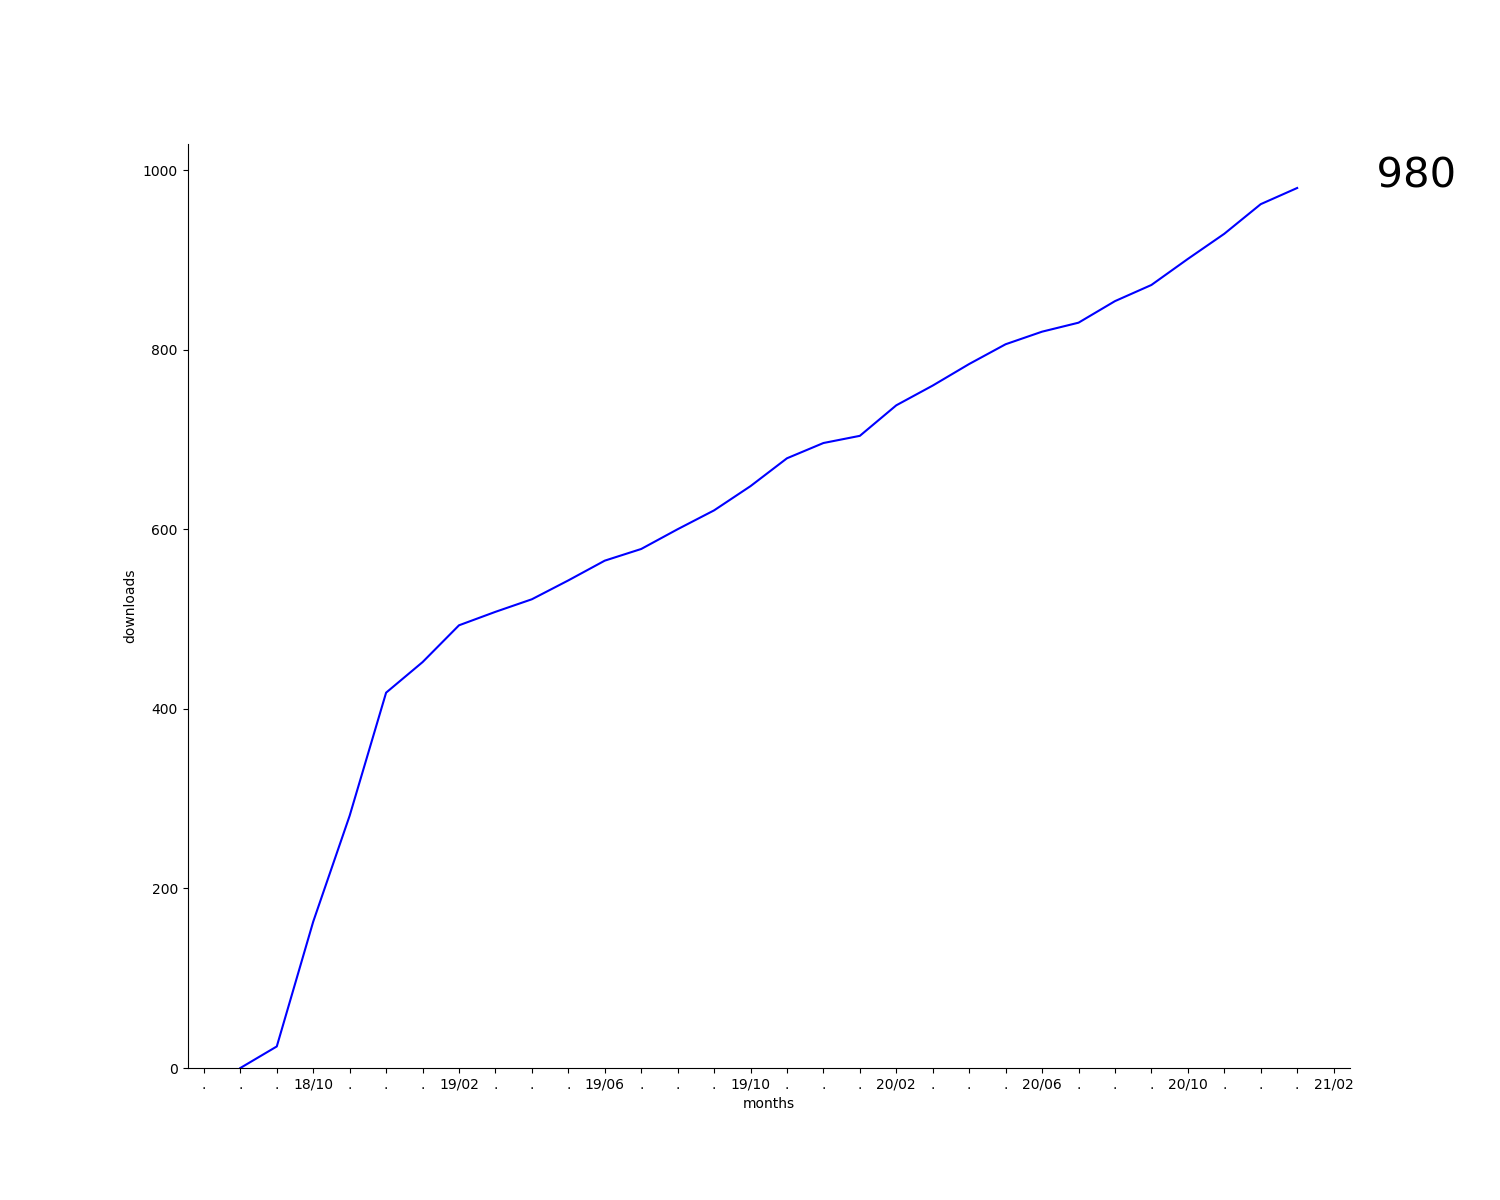 980
1000
800
600
400
200
0
downloads
. . . 18/10 . . . 19/02 . . . 19/06 . . . 19/10 . . . 20/02 . . . 20/06 . . . 20/10 . . . 21/02
months